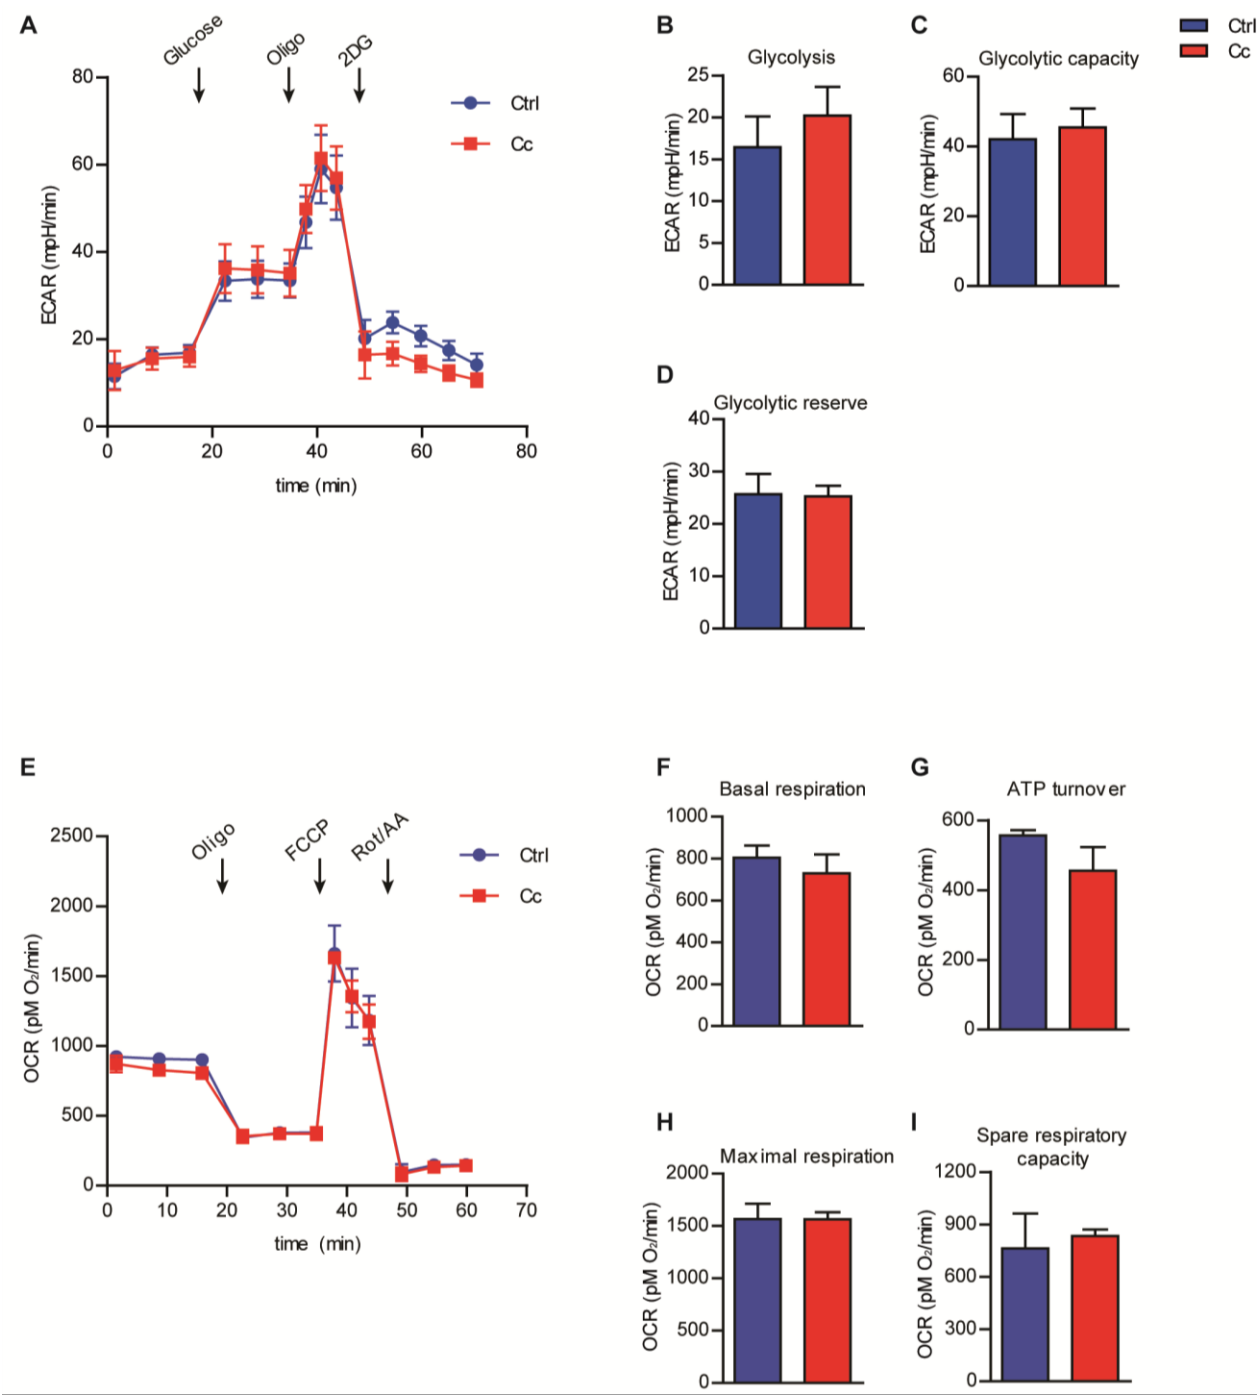 A
Glucose
Oligo
2DG
80
60
40
20
0
ECAR (mpH/min)
0 20 40 60 80
time (min)
Ctrl
Cc
B
Glycolysis
25
20
15
10
5
0
ECAR (mpH/min)
C
Glycolytic capacity
60
40
20
0
ECAR (mpH/min)
Ctrl
Cc
D
Glycolytic reserve
40
30
20
10
0
ECAR (mpH/min)
E
Oligo
FCCP
Rot/AA
2500
2000
1500
1000
500
0
OCR (pM O₂/min)
0 10 20 30 40 50 60 70
time (min)
Ctrl
Cc
F
Basal respiration
1000
800
600
400
200
0
OCR (pM O₂/min)
G
ATP turnover
600
400
200
0
OCR (pM O₂/min)
H
Maximal respiration
2000
1500
1000
500
0
OCR (pM O₂/min)
I
Spare respiratory
capacity
1200
900
600
300
0
OCR (pM O₂/min)